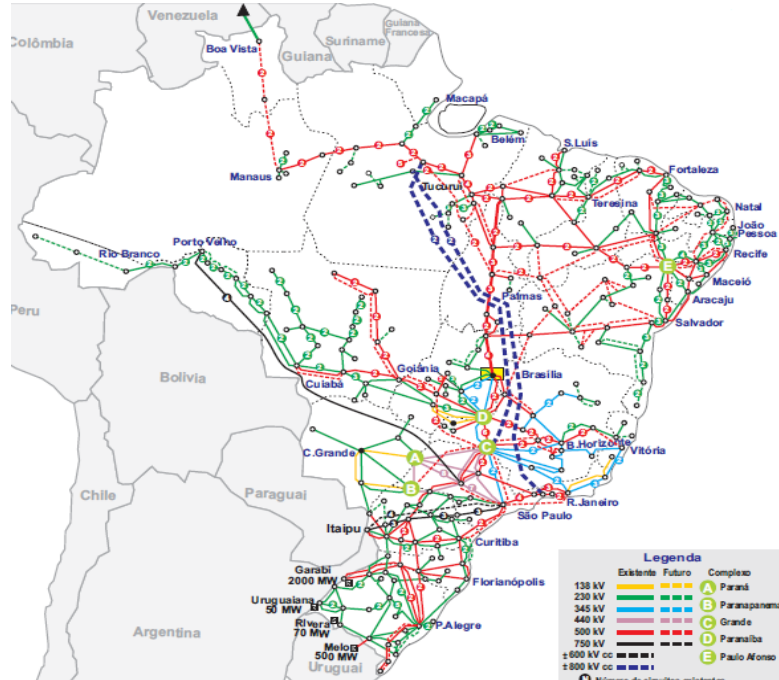 Venezuela
Guiana
Francesa
Colômbia
Suriname
Boa Vista
Guiana
Macapá
Belém
S.Luis
Fortaleza
Manaus
Tucuruí
Teresina
Natal
João
Pessoa
Recife
Porto Velho
Rio Branco
E
Maceió
Peru
Palmas
Aracaju
Salvador
Goiânia
Brasília
Cuiabá
Bolivia
D
C
B.Horizonte
Vitória
C.Grande
A
B
R.Janeiro
Paraguai
Chile
São Paulo
Itaipu
Curitiba
Garabi
2000 MW
Florianópolis
Uruguaiana
50 MW
Rivera
70 MW
P.Alegre
Melo
500 MW
Argentina
Uruguai
Legenda
Existente Futuro Complexo
138 kV A Paraná
230 kV
345 kV B Paranapanema
440 kV C Grande
500 kV D Paranaíba
750 kV
±600 kV cc E Paulo Afonso
±800 kV cc